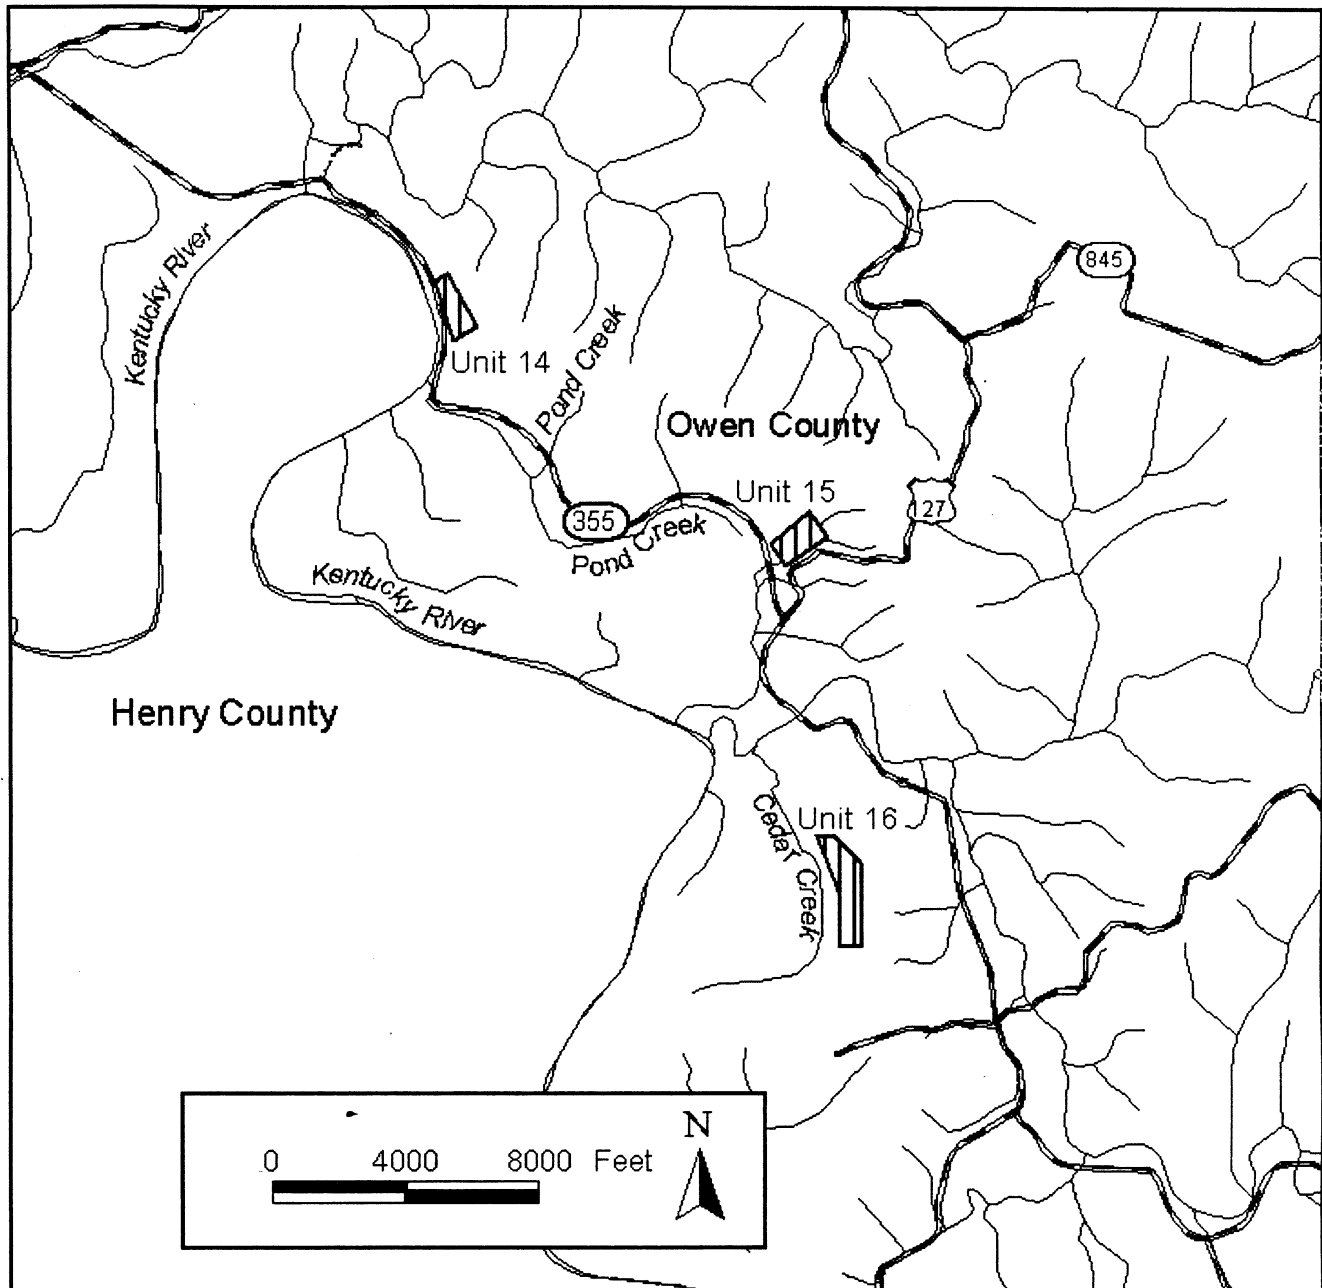 845
Kentucky River
Unit 14
Pond Creek
Owen County
Unit 15
127
355
Pond Creek
Kentucky River
Henry County
Unit 16
Cedar Creek
N
0 4000 8000 Feet